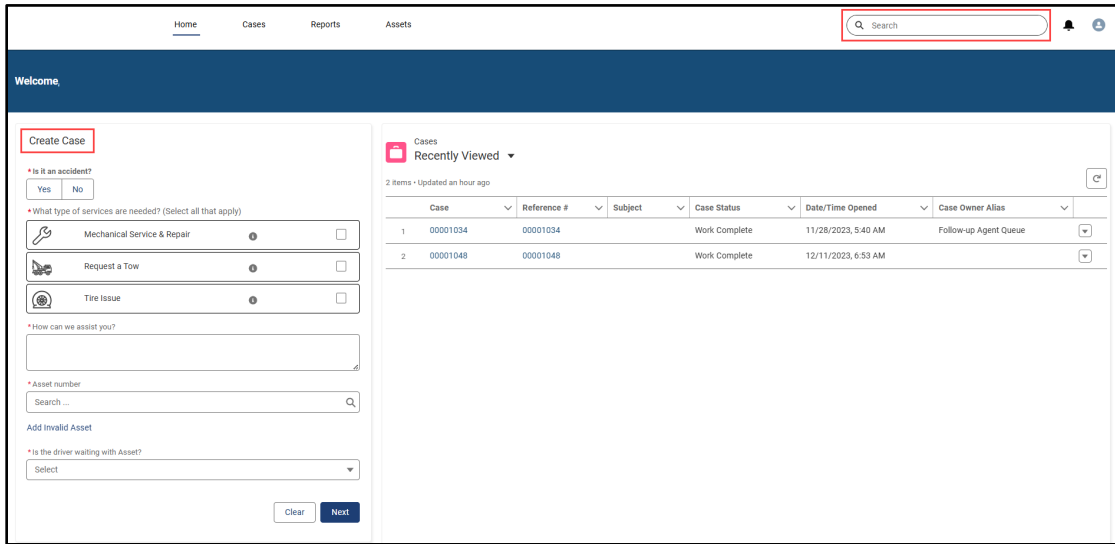 Home Cases Reports Assets Search
Welcome,
Create Case
* Is it an accident?
Yes No
* What type of services are needed? (Select all that apply)
Mechanical Service & Repair
Request a Tow
Tire Issue
* How can we assist you?
* Asset number
Search ...
Add Invalid Asset
* Is the driver waiting with Asset?
Select
Clear Next
Cases
Recently Viewed
2 items • Updated an hour ago
Case Reference # Subject Case Status Date/Time Opened Case Owner Alias
1 00001034 00001034 Work Complete 11/28/2023, 5:40 AM Follow-up Agent Queue
2 00001048 00001048 Work Complete 12/11/2023, 6:53 AM